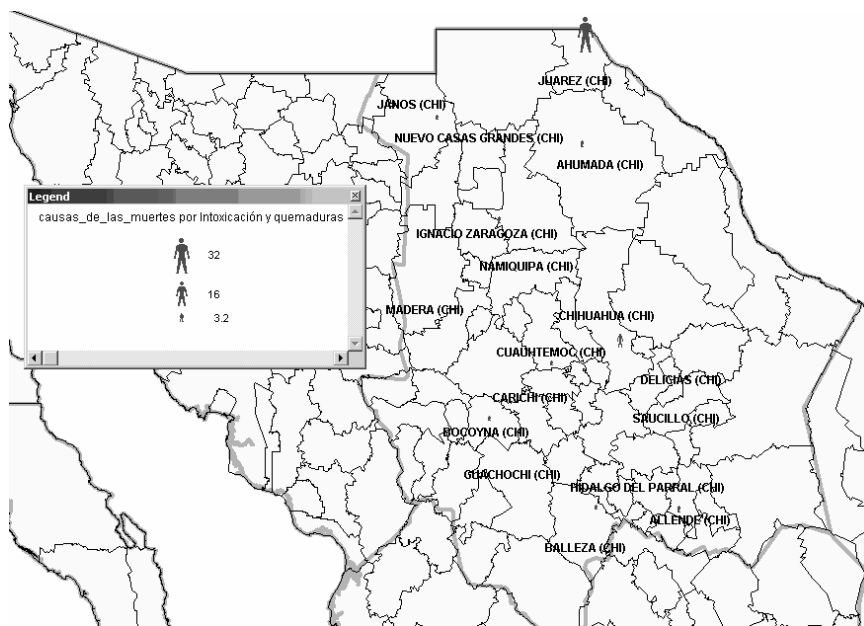 JUAREZ (CHI)
JANOS (CHI)
NUEVO CASAS GRANDES (CHI)
AHUMADA (CHI)
Legend
causas_de_las_muertes por Intoxicación y quemaduras
32
16
3.2
IGNACIO ZARAGOZA (CHI)
NAMIQUIPA (CHI)
MADERA (CHI)
CHIHUAHUA (CHI)
CUAUHTEMOC (CHI)
DELICIAS (CHI)
CARICHI (CHI)
SAUCILLO (CHI)
BOCOYNA (CHI)
GUACHOCHI (CHI)
HIDALGO DEL PARRAL (CHI)
ALLENDE (CHI)
BALLEZA (CHI)